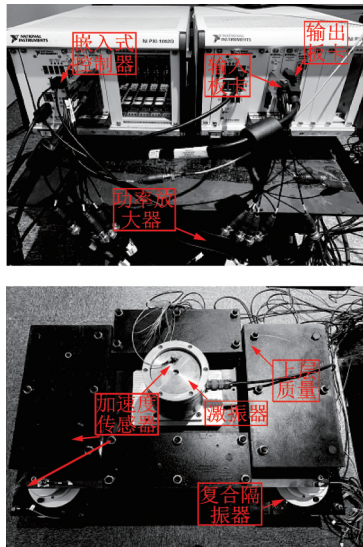 NATIONAL
INSTRUMENTS
NI PXI-1062Q
NATIONAL
INSTRUMENTS
NI P
嵌入式
控制器
输入
板卡
输出
板卡
功率放
大器
加速度
传感器
激振器
上层
质量
复合隔
振器